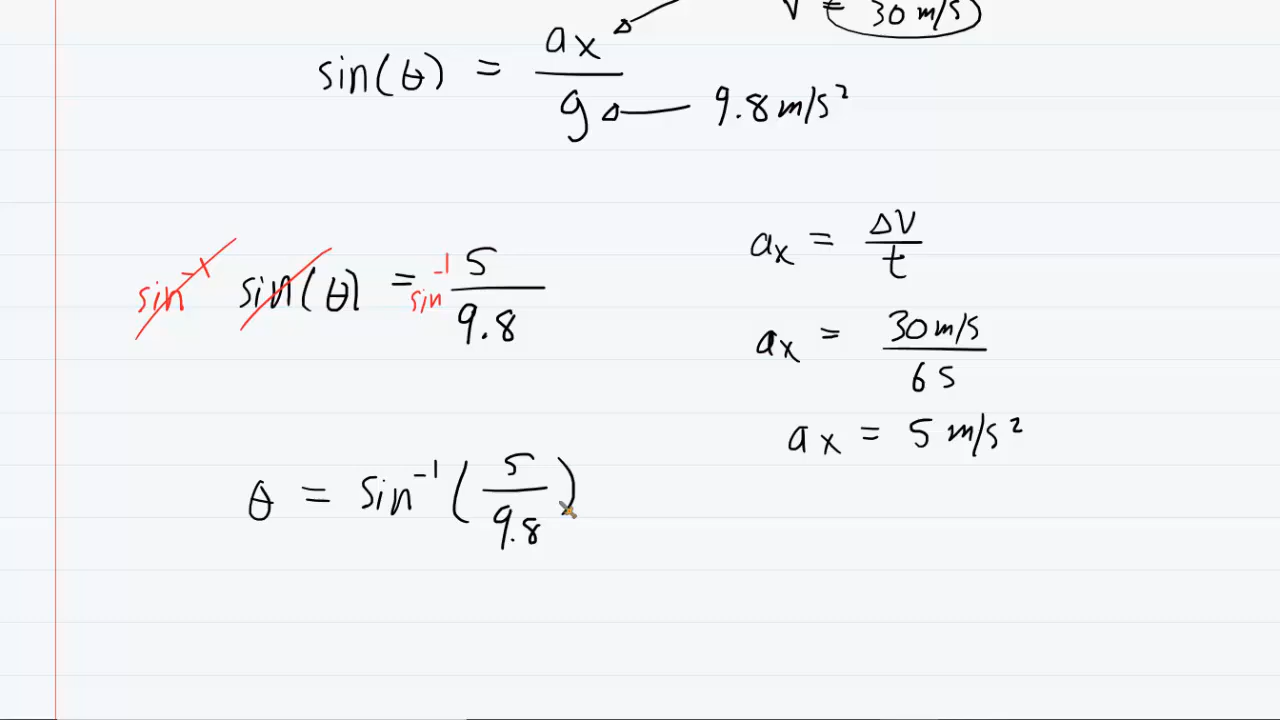 V = 30 m/s
sin(θ) = ax / g
9.8 m/s²
sin⁻¹ sin(θ) = sin⁻¹ 5 / 9.8
ax = ΔV / t
ax = 30 m/s / 6 s
ax = 5 m/s²
θ = sin⁻¹ (5 / 9.8)